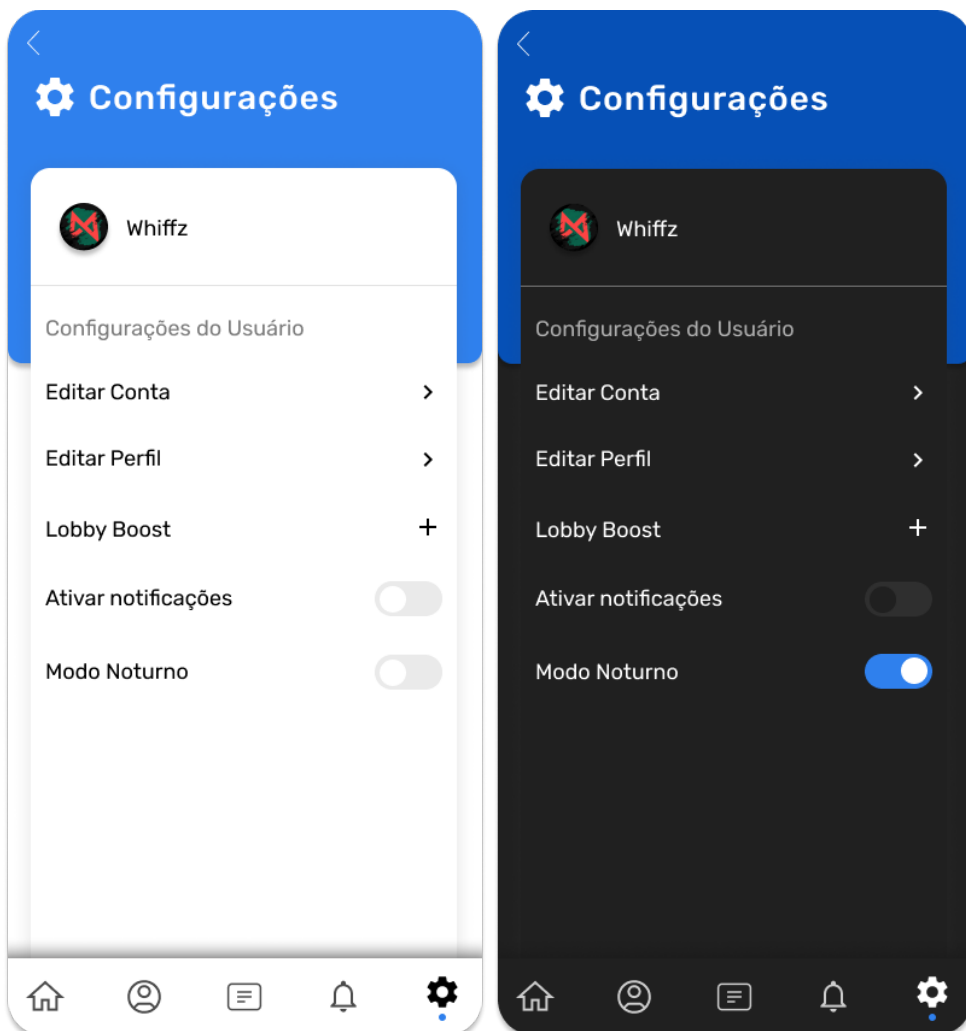 Configurações
Whiffz
Configurações do Usuário
Editar Conta
Editar Perfil
Lobby Boost
Ativar notificações
Modo Noturno
Configurações
Whiffz
Configurações do Usuário
Editar Conta
Editar Perfil
Lobby Boost
Ativar notificações
Modo Noturno